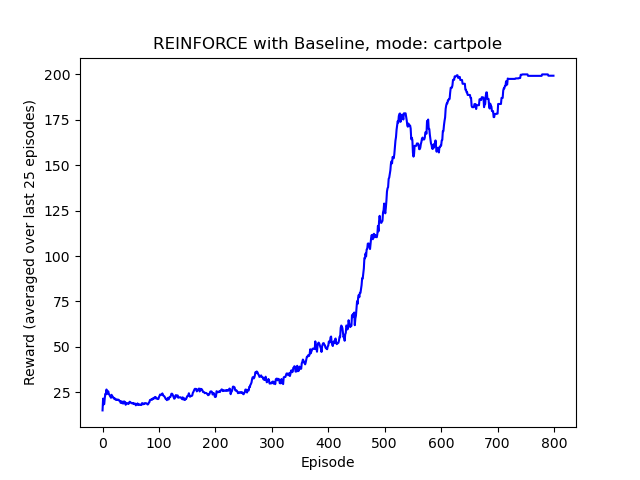 REINFORCE with Baseline, mode: cartpole
Reward (averaged over last 25 episodes)
200
175
150
125
100
75
50
25
0 100 200 300 400 500 600 700 800
Episode